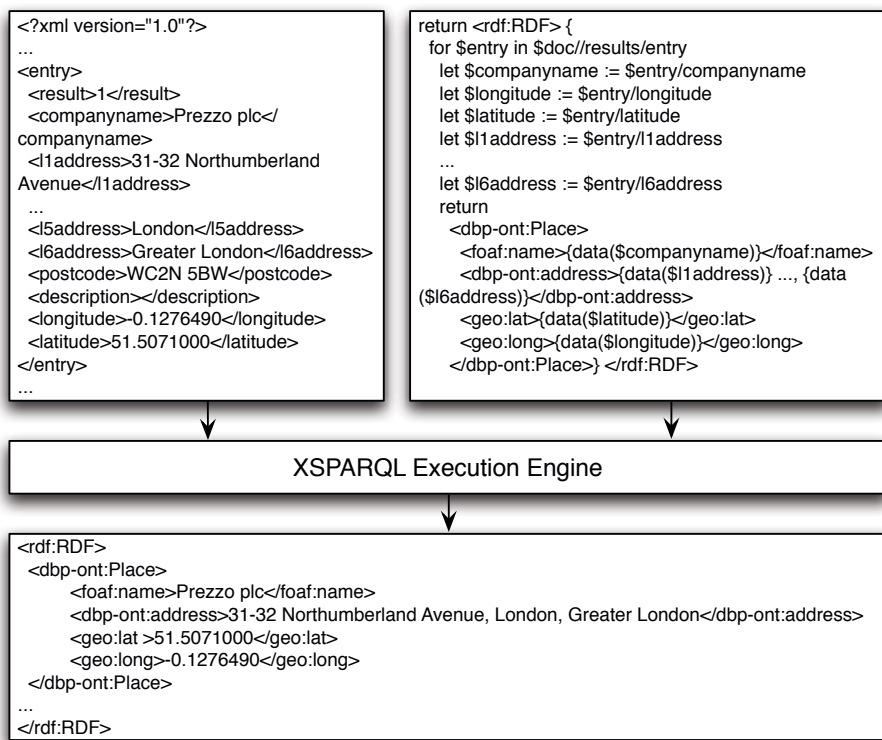 <?xml version="1.0"?>
...
<entry>
<result>1</result>
<companyname>Prezzo plc</
companyname>
<l1address>31-32 Northumberland
Avenue</l1address>
...
<l5address>London</l5address>
<l6address>Greater London</l6address>
<postcode>WC2N 5BW</postcode>
<description></description>
<longitude>-0.1276490</longitude>
<latitude>51.5071000</latitude>
</entry>
...
return <rdf:RDF> {
for $entry in $doc//results/entry
let $companyname := $entry/companyname
let $longitude := $entry/longitude
let $latitude := $entry/latitude
let $l1address := $entry/l1address
...
let $l6address := $entry/l6address
return
<dbp-ont:Place>
<foaf:name>{data($companyname)}</foaf:name>
<dbp-ont:address>{data($l1address)} ..., {data
($l6address)}</dbp-ont:address>
<geo:lat>{data($latitude)}</geo:lat>
<geo:long>{data($longitude)}</geo:long>
</dbp-ont:Place>} </rdf:RDF>
XSPARQL Execution Engine
<rdf:RDF>
<dbp-ont:Place>
<foaf:name>Prezzo plc</foaf:name>
<dbp-ont:address>31-32 Northumberland Avenue, London, Greater London</dbp-ont:address>
<geo:lat >51.5071000</geo:lat>
<geo:long>-0.1276490</geo:long>
</dbp-ont:Place>
...
</rdf:RDF>